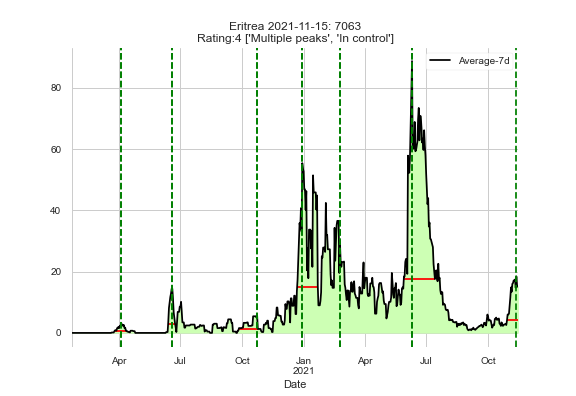 Eritrea 2021-11-15: 7063
Rating:4 ['Multiple peaks', 'In control']
Average-7d
80
60
40
20
0
Apr
Jul
Oct
Jan
2021
Apr
Jul
Oct
Date